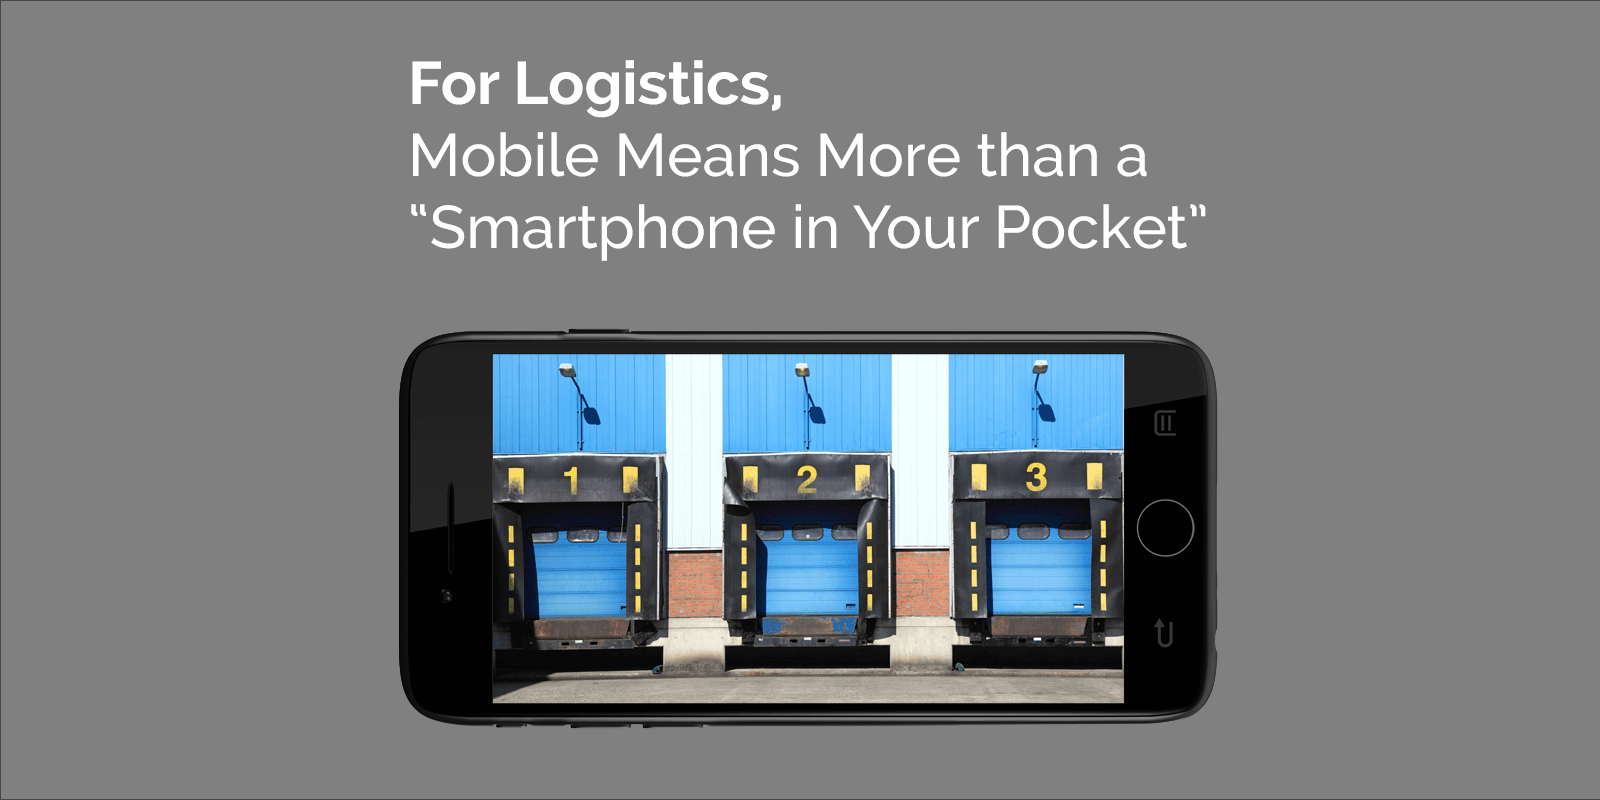 For Logistics,
Mobile Means More than a
“Smartphone in Your Pocket”
1 2 3